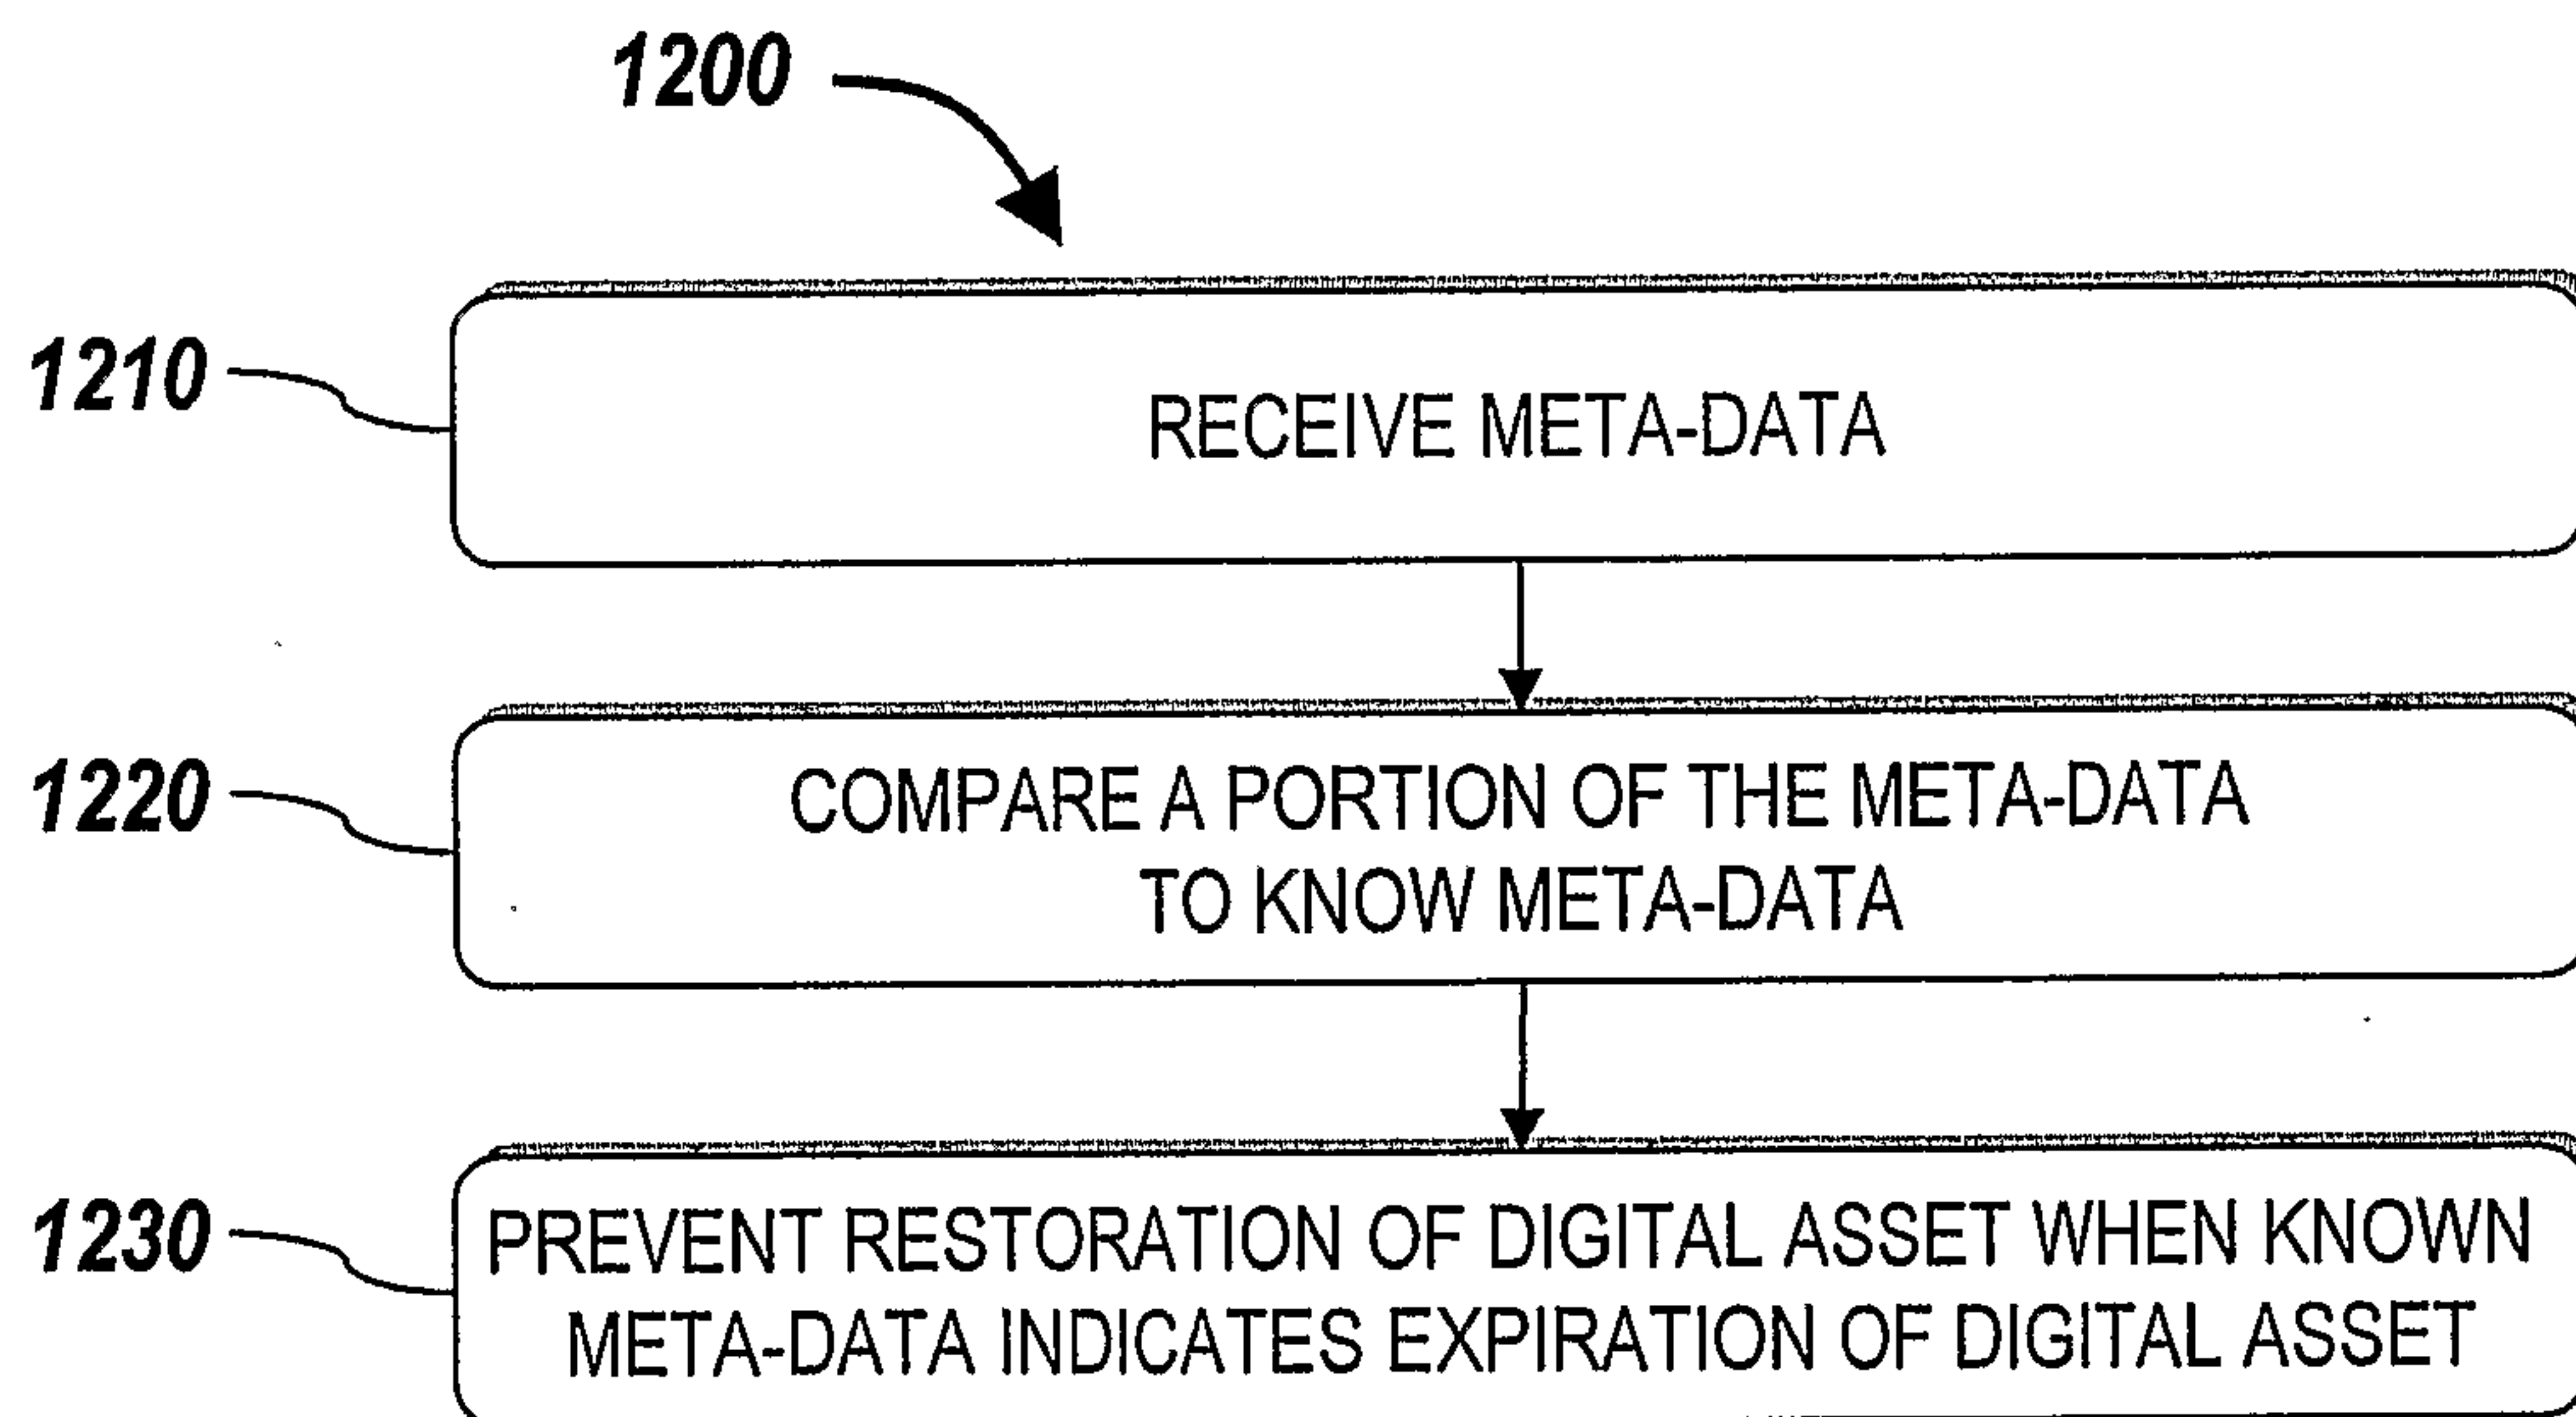 1200
1210
RECEIVE META-DATA
1220
COMPARE A PORTION OF THE META-DATA
TO KNOW META-DATA
1230
PREVENT RESTORATION OF DIGITAL ASSET WHEN KNOWN
META-DATA INDICATES EXPIRATION OF DIGITAL ASSET